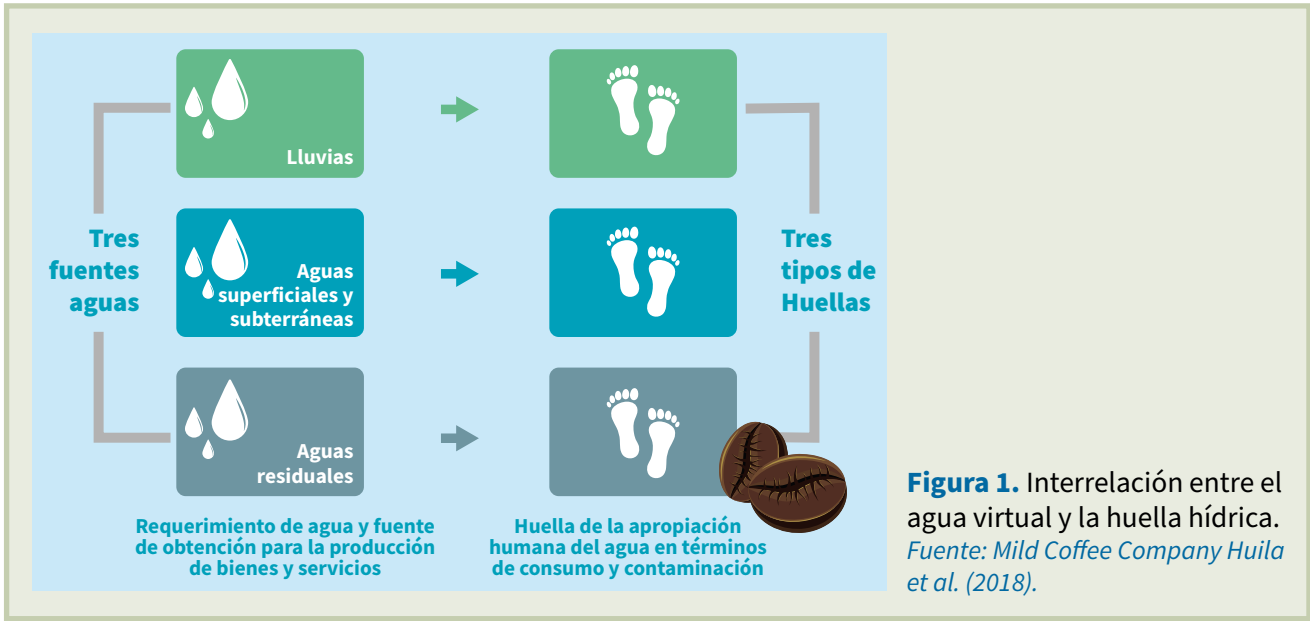 Lluvias
Tres
fuentes
aguas
Aguas
superficiales y
subterráneas
Tres
tipos de
Huellas
Aguas
residuales
Requerimiento de agua y fuente
de obtención para la producción
de bienes y servicios
Huella de la apropiación
humana del agua en términos
de consumo y contaminación
Figura 1. Interrelación entre el
agua virtual y la huella hídrica.
Fuente: Mild Coffee Company Huila
et al. (2018).